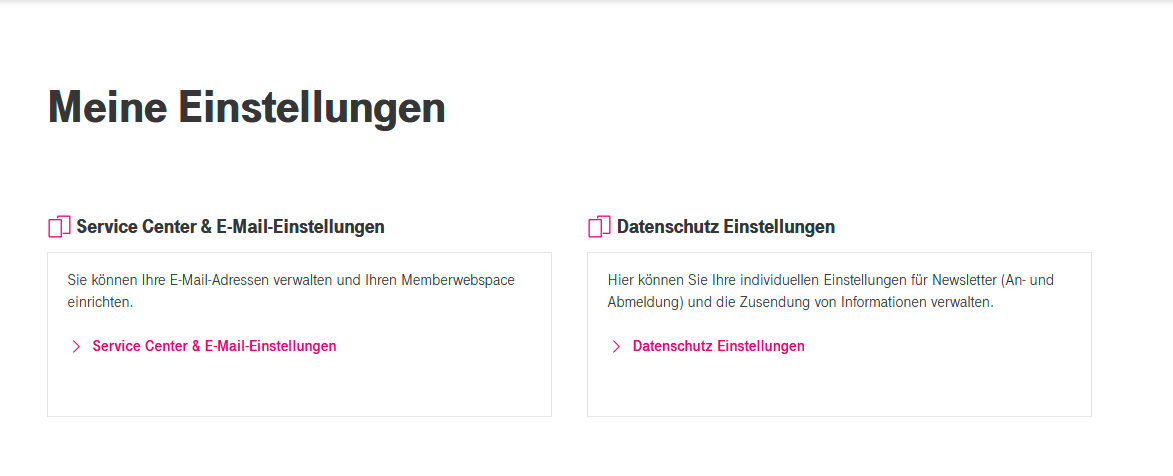 Meine Einstellungen
Service Center & E-Mail-Einstellungen
Sie können Ihre E-Mail-Adressen verwalten und Ihren Memberwebspace
einrichten.
Service Center & E-Mail-Einstellungen
Datenschutz Einstellungen
Hier können Sie Ihre individuellen Einstellungen für Newsletter (An- und
Abmeldung) und die Zusendung von Informationen verwalten.
Datenschutz Einstellungen